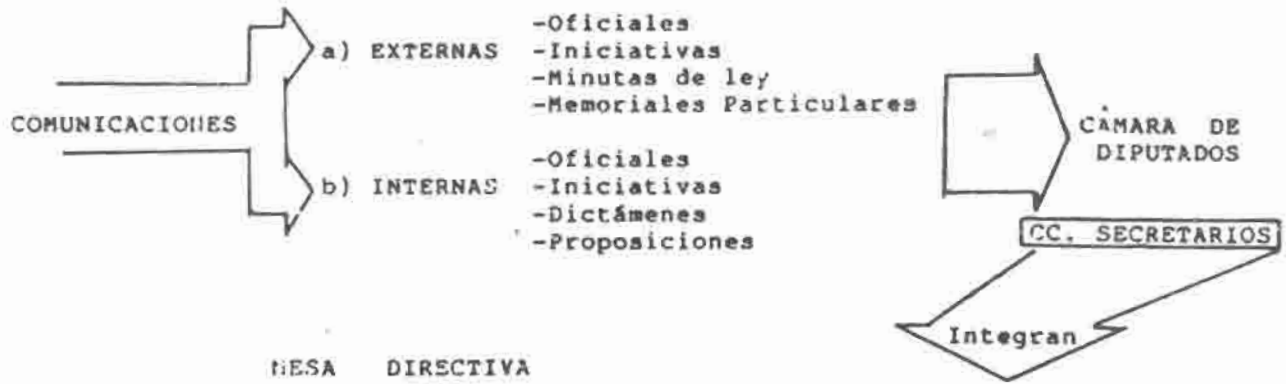 -Oficiales
a) EXTERNAS -Iniciativas
-Minutas de ley
-Memoriales Particulares
COMUNICACIONES
CÁMARA DE
DIPUTADOS
-Oficiales
b) INTERNAS -Iniciativas
-Dictámenes
-Proposiciones
CC. SECRETARIOS
Integran
MESA DIRECTIVA